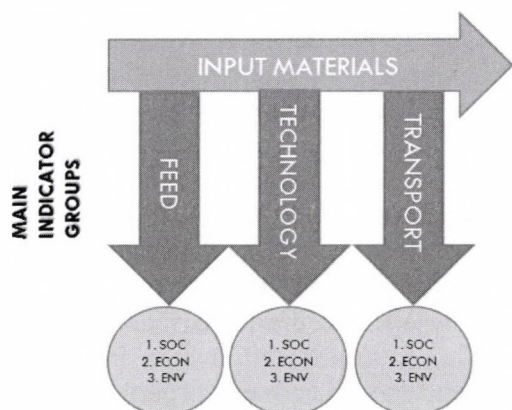 INPUT MATERIALS
MAIN
INDICATOR
GROUPS
FEED
TECHNOLOGY
TRANSPORT
1. SOC
2. ECON
3. ENV
1. SOC
2. ECON
3. ENV
1. SOC
2. ECON
3. ENV